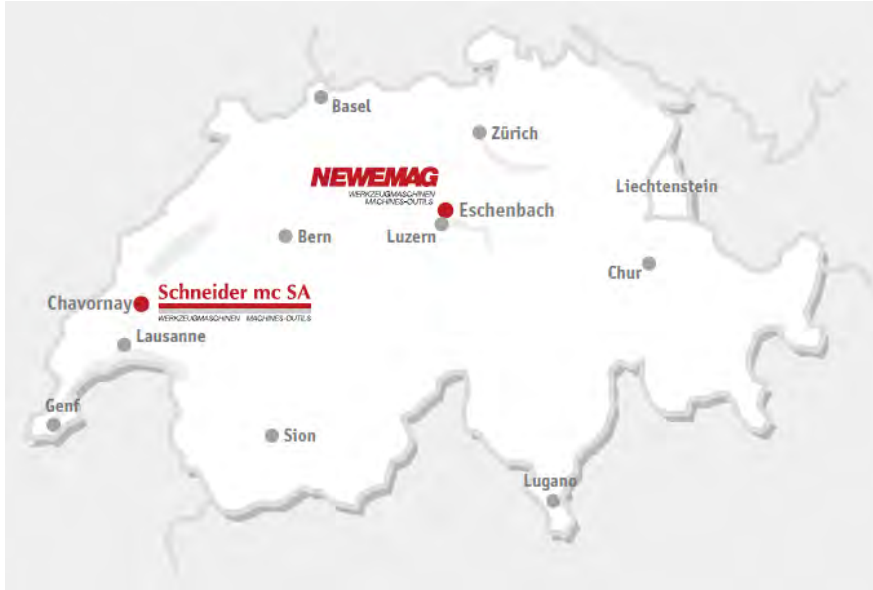 Basel
Zürich
NEWEMAG
WERKZEUGMASCHINEN
MACHINES-OUTILS
Liechtenstein
Eschenbach
Luzern
Bern
Chur
Schneider mc SA
Chavornay
WERKZEUGMASCHINEN MACHINES-OUTILS
Lausanne
Genf
Sion
Lugano